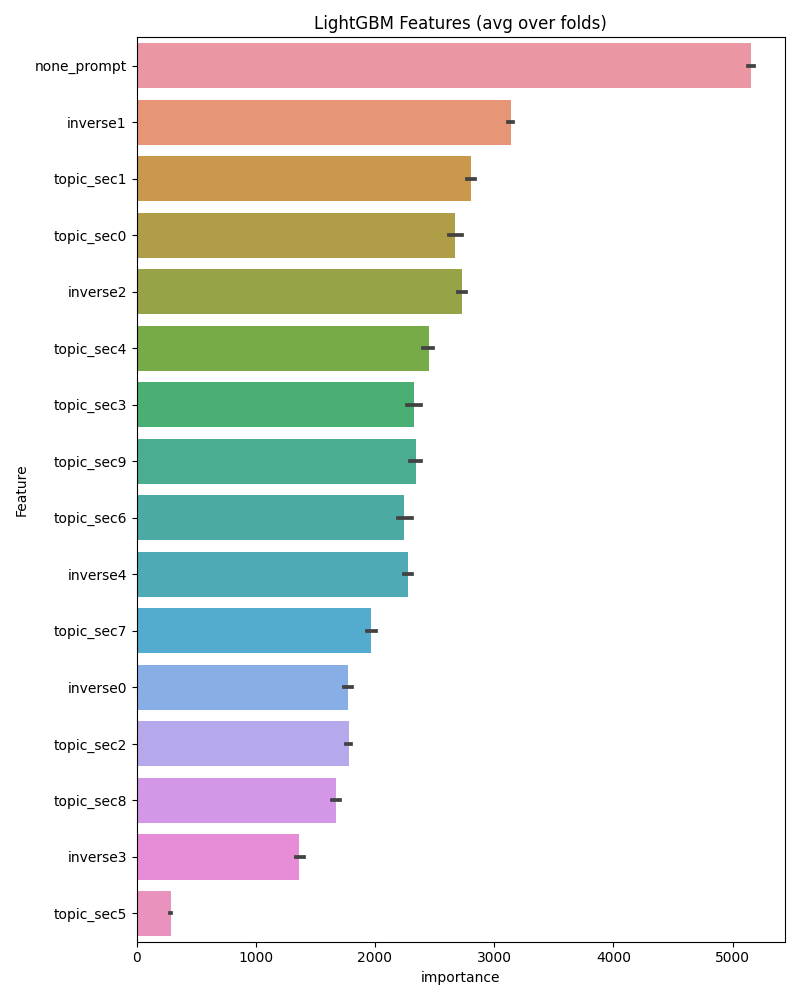 LightGBM Features (avg over folds)
none_prompt
inverse1
topic_sec1
topic_sec0
inverse2
topic_sec4
topic_sec3
topic_sec9
topic_sec6
inverse4
topic_sec7
inverse0
topic_sec2
topic_sec8
inverse3
topic_sec5
Feature
0 1000 2000 3000 4000 5000
importance